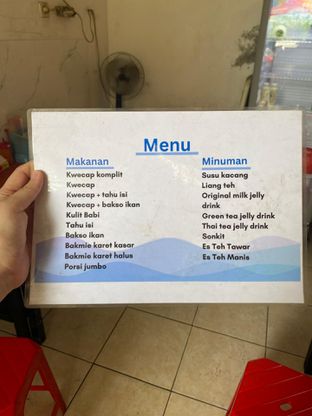 Menu
Makanan
Kwecap komplit
Kwecap
Kwecap + tahu isi
Kwecap + bakso ikan
Kulit Babi
Tahu isi
Bakso ikan
Bakmie karet kasar
Bakmie karet halus
Porsi jumbo
Minuman
Susu kacang
Liang teh
Original milk jelly
drink
Green tea jelly drink
Thai tea jelly drink
Sonkit
Es Teh Tawar
Es Teh Manis